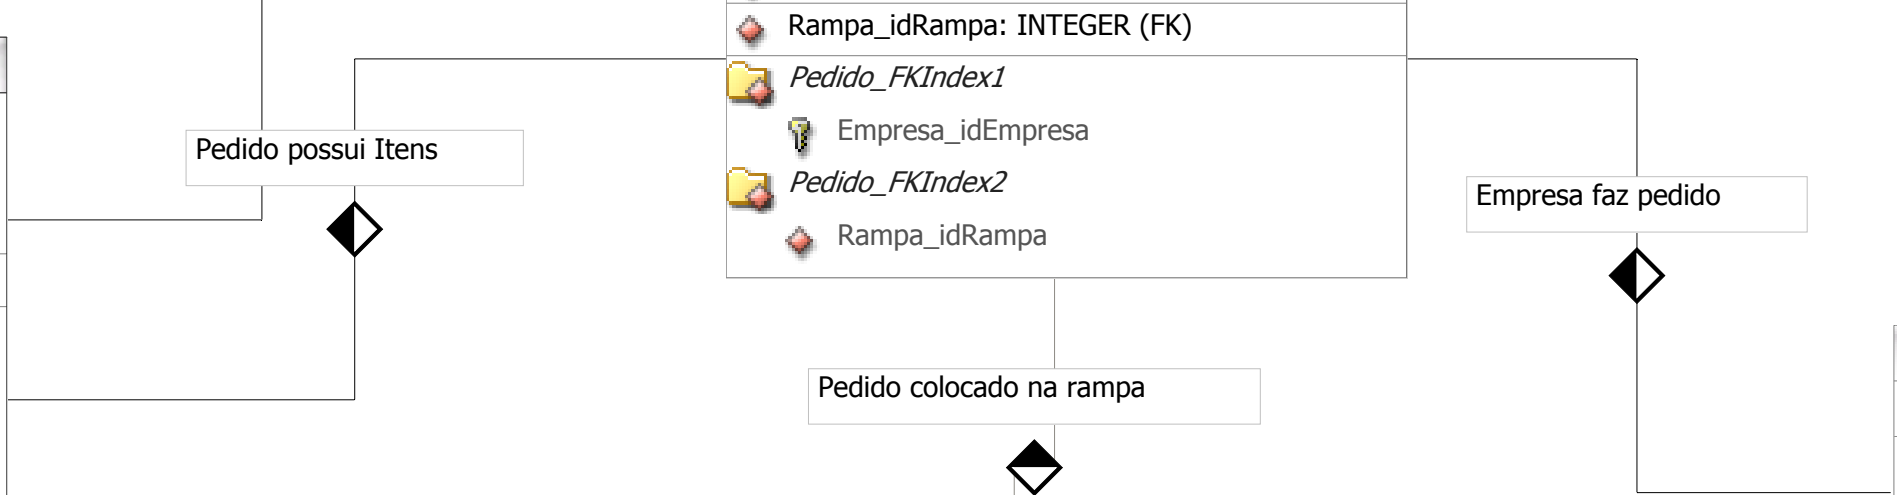 Rampa_idRampa: INTEGER (FK)
Pedido_FKIndex1
Empresa_idEmpresa
Pedido possui Itens
Pedido_FKIndex2
Empresa faz pedido
Rampa_idRampa
Pedido colocado na rampa